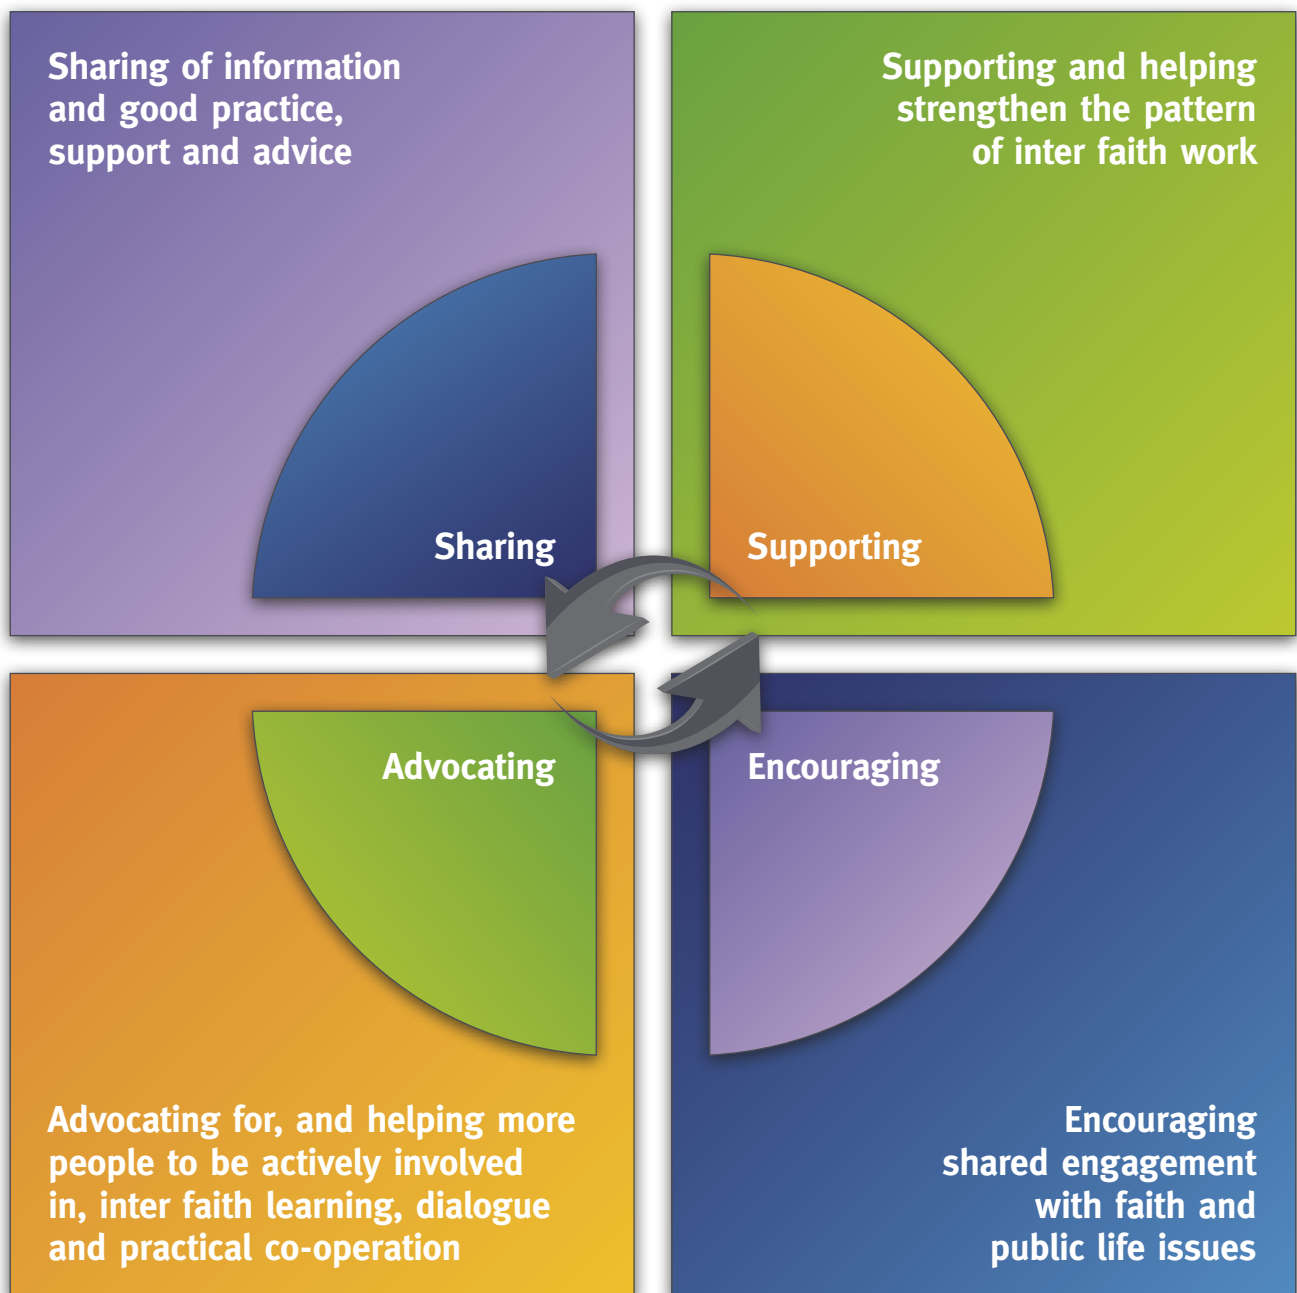 Sharing of information
and good practice,
support and advice
Supporting and helping
strengthen the pattern
of inter faith work
Sharing
Supporting
Advocating
Encouraging
Advocating for, and helping more
people to be actively involved
in, inter faith learning, dialogue
and practical co-operation
Encouraging
shared engagement
with faith and
public life issues